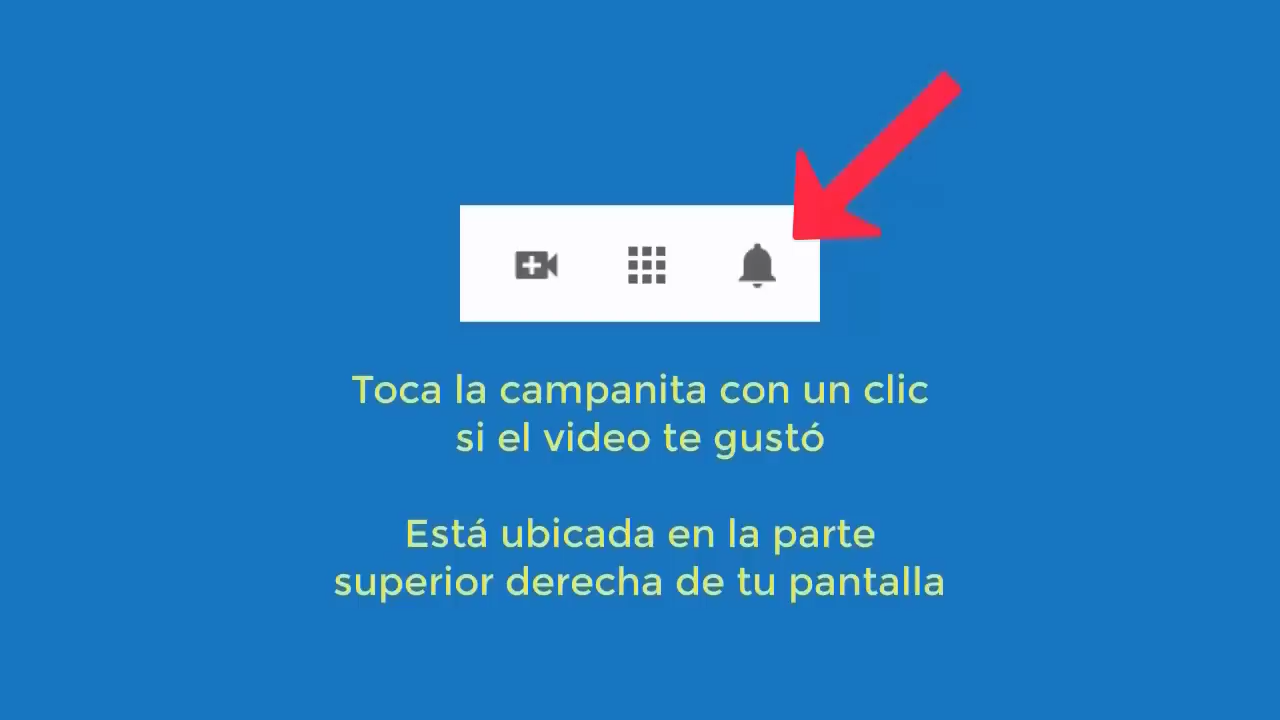 Toca la campanita con un clic
si el video te gustó
Está ubicada en la parte
superior derecha de tu pantalla